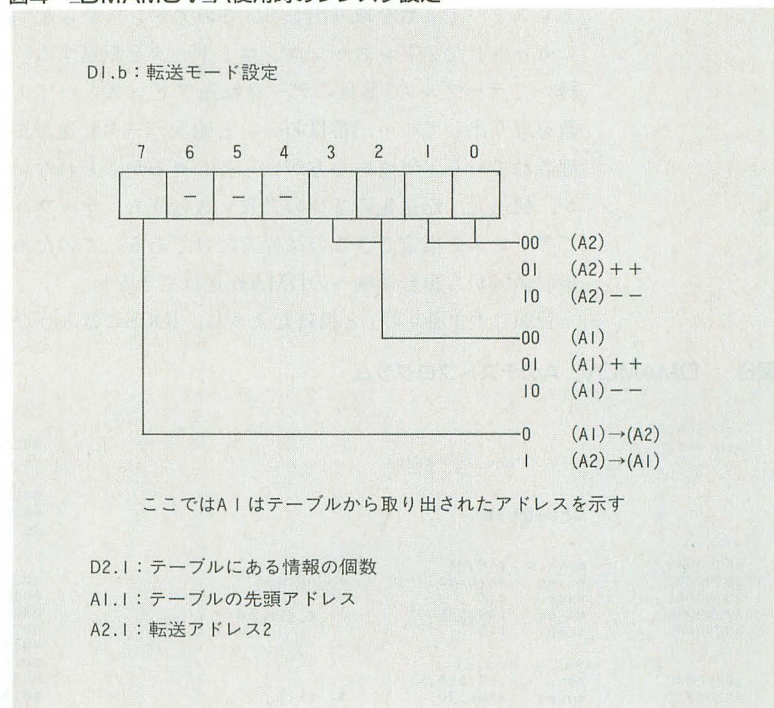 D1.b：転送モード設定
7 6 5 4 3 2 1 0
－ － －
00 (A2)
01 (A2)＋＋
10 (A2)－－
00 (A1)
01 (A1)＋＋
10 (A1)－－
0 (A1)→(A2)
1 (A2)→(A1)
ここではA1はテーブルから取り出されたアドレスを示す
D2.1：テーブルにある情報の個数
A1.1：テーブルの先頭アドレス
A2.1：転送アドレス2